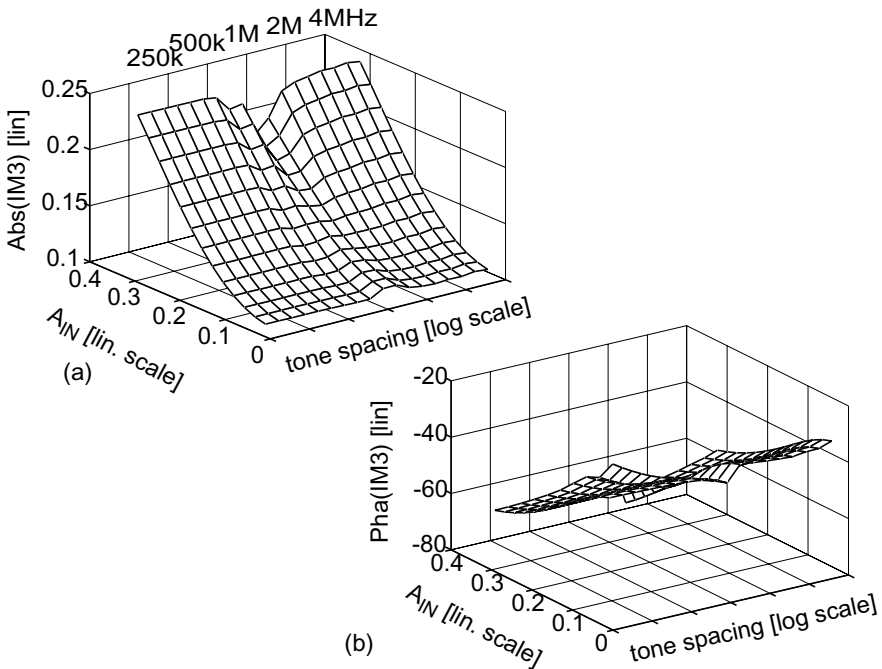 250k 500k 1M 2M 4MHz
Abs(IM3) [lin]
0.25
0.2
0.15
0.1
0.4
0.3
0.2
0.1
0
A_IN [lin. scale]
tone spacing [log scale]
(a)
Pha(IM3) [lin]
-20
-40
-60
-80
0.4
0.3
0.2
0.1
0
A_IN [lin. scale]
tone spacing [log scale]
(b)